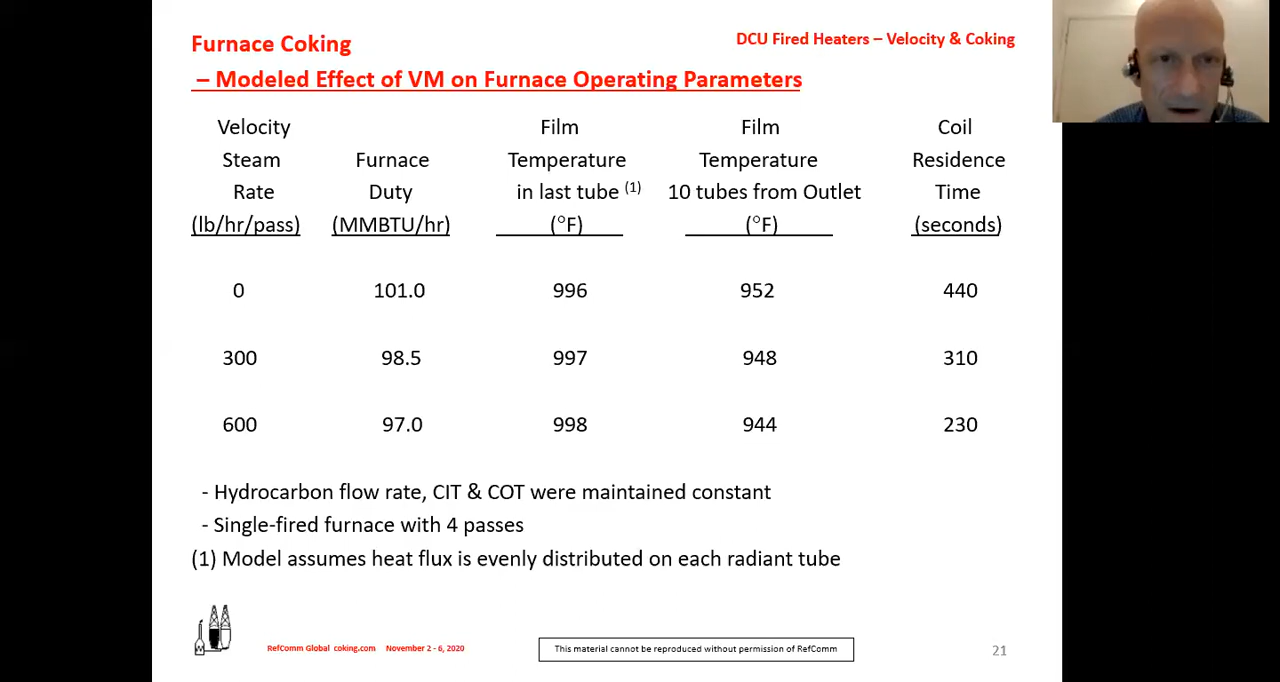 Furnace Coking
DCU Fired Heaters – Velocity & Coking
– Modeled Effect of VM on Furnace Operating Parameters
Velocity Film Film Coil
Steam Furnace Temperature Temperature Residence
Rate Duty in last tube (1) 10 tubes from Outlet Time
(lb/hr/pass) (MMBTU/hr) (°F) (°F) (seconds)
0 101.0 996 952 440
300 98.5 997 948 310
600 97.0 998 944 230
- Hydrocarbon flow rate, CIT & COT were maintained constant
- Single-fired furnace with 4 passes
(1) Model assumes heat flux is evenly distributed on each radiant tube
RefComm Global coking.com November 2 - 6, 2020
This material cannot be reproduced without permission of RefComm
21